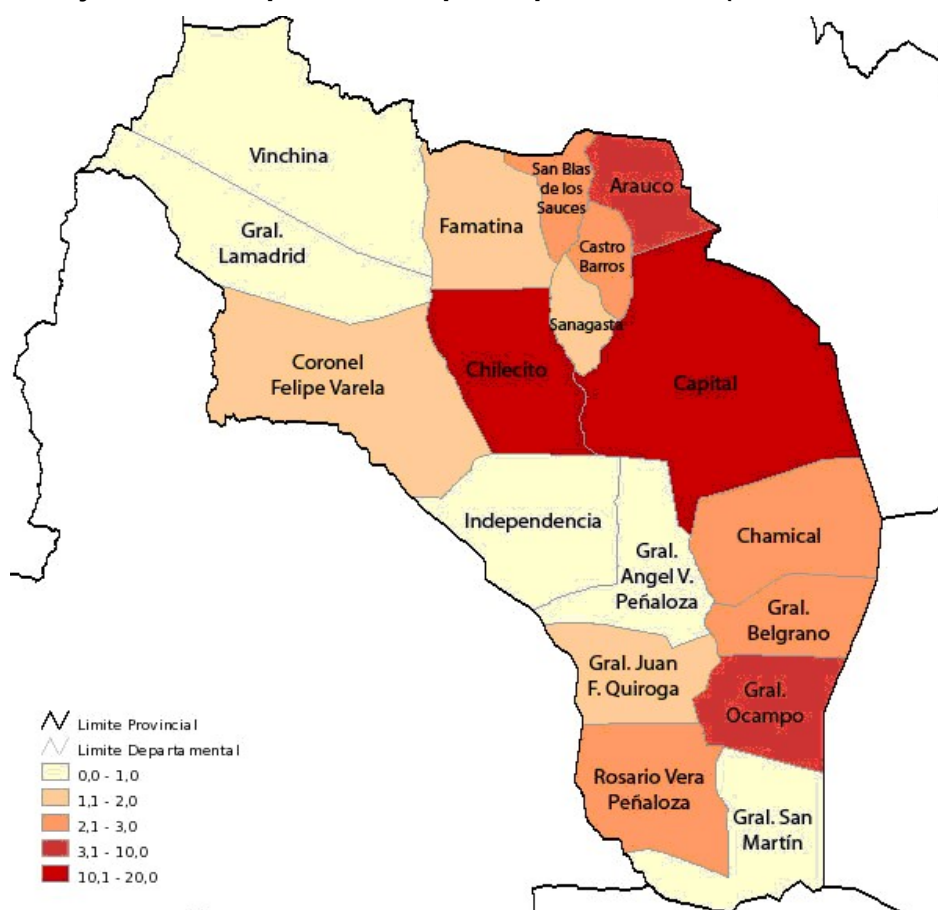 Vinchina
Gral.
Lamadrid
Famatina
San Blas
de los
Sauces
Arauco
Castro
Barros
Sanagasta
Coronel
Felipe Varela
Chilecito
Capital
Independencia
Gral.
Angel V.
Peñaloza
Chamical
Gral.
Belgrano
Gral. Juan
F. Quiroga
Gral.
Ocampo
Rosario Vera
Peñaloza
Gral. San
Martín
Limite Provincial
Limite Departamental
0,0 - 1,0
1,1 - 2,0
2,1 - 3,0
3,1 - 10,0
10,1 - 20,0